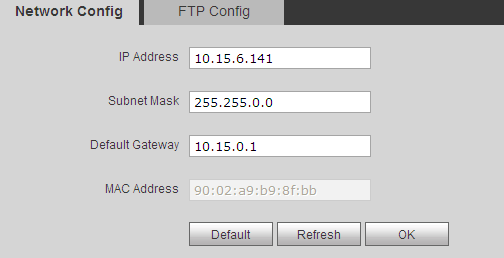 Network Config FTP Config
IP Address 10.15.6.141
Subnet Mask 255.255.0.0
Default Gateway 10.15.0.1
MAC Address 90:02:a9:b9:8f:bb
Default Refresh OK